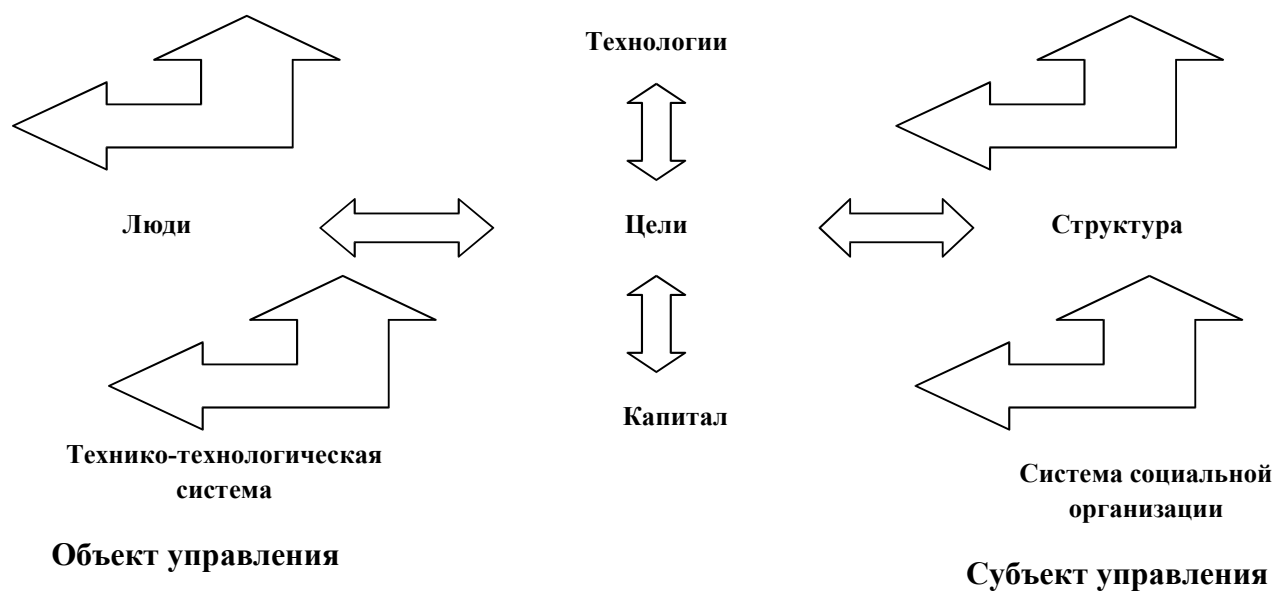 Технологии
Люди
Цели
Структура
Капитал
Технико-технологическая
система
Система социальной
организации
Объект управления
Субъект управления